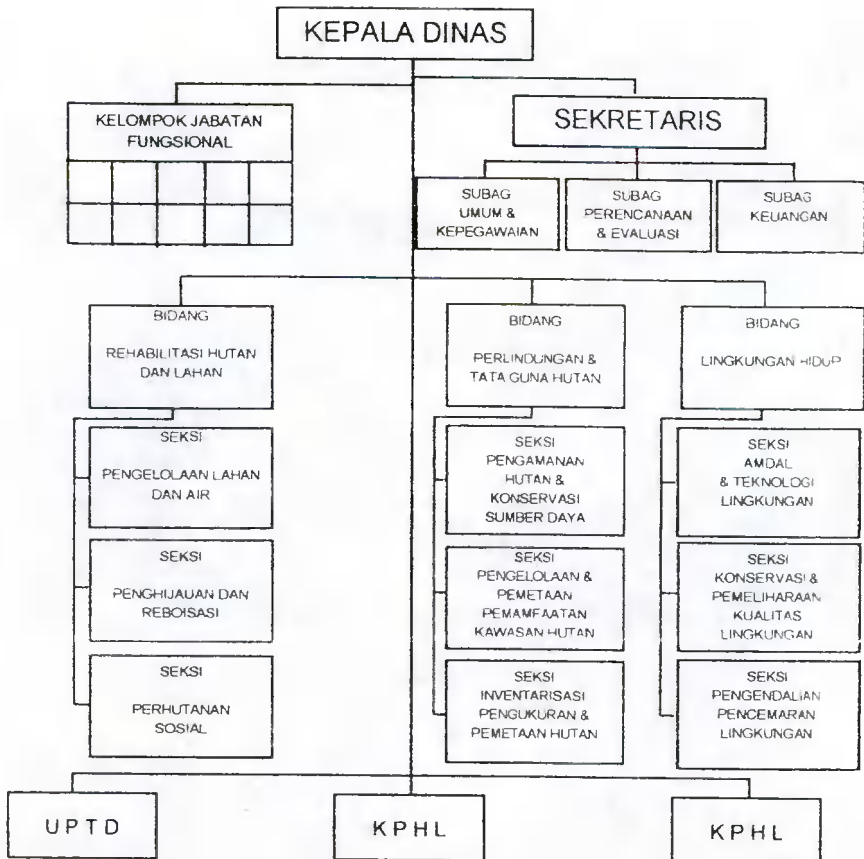 KEPALA DINAS
KELOMPOK JABATAN
FUNGSIONAL
SEKRETARIS
SUBAG
UMUM &
KEPEGAWAIAN
SUBAG
PERENCANAAN
& EVALUASI
SUBAG
KEUANGAN
BIDANG
REHABILITASI HUTAN
DAN LAHAN
BIDANG
PERLINDUNGAN &
TATA GUNA HUTAN
BIDANG
LINGKUNGAN HIDUP
SEKSI
PENGELOLAAN LAHAN
DAN AIR
SEKSI
PENGHIJAUAN DAN
REBOISASI
SEKSI
PERHUTANAN
SOSIAL
SEKSI
PENGAMANAN
HUTAN &
KONSERVASI
SUMBER DAYA
SEKSI
PENGELOLAAN &
PEMETAAN
PEMAMFAATAN
KAWASAN HUTAN
SEKSI
INVENTARISASI
PENGUKURAN &
PEMETAAN HUTAN
SEKSI
AMDAL
& TEKNOLOGI
LINGKUNGAN
SEKSI
KONSERVASI &
PEMELIHARAAN
KUALITAS
LINGKUNGAN
SEKSI
PENGENDALIAN
PENCEMARAN
LINGKUNGAN
UPTD
KPHL
KPHL